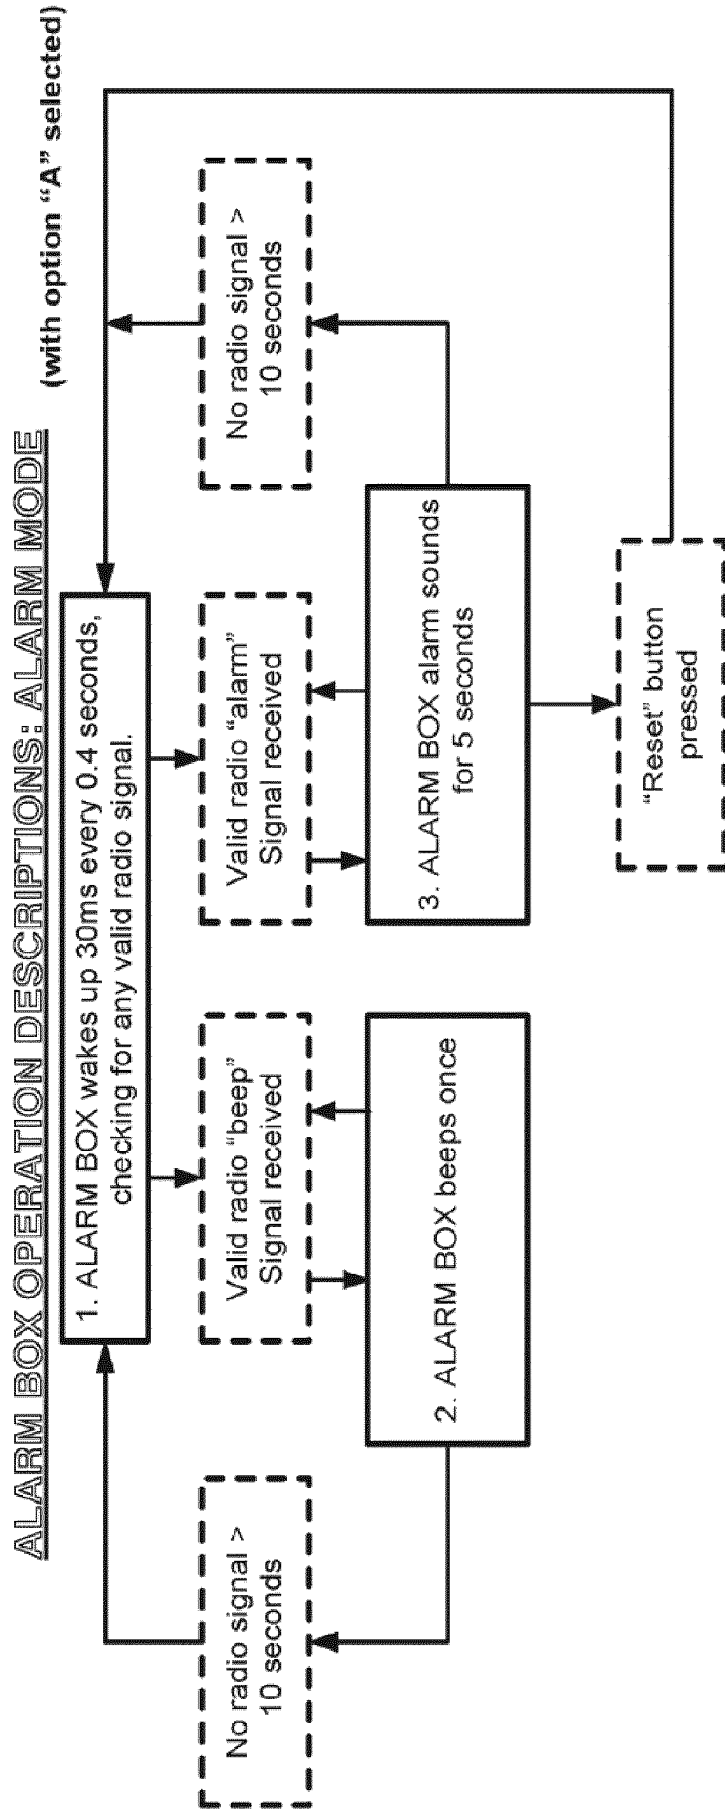 ALARM BOX OPERATION DESCRIPTIONS: ALARM MODE
(with option “A” selected)
1. ALARM BOX wakes up 30ms every 0.4 seconds,
checking for any valid radio signal.
No radio signal >
10 seconds
Valid radio “beep”
Signal received
Valid radio “alarm”
Signal received
No radio signal >
10 seconds
2. ALARM BOX beeps once
3. ALARM BOX alarm sounds
for 5 seconds
“Reset” button
pressed